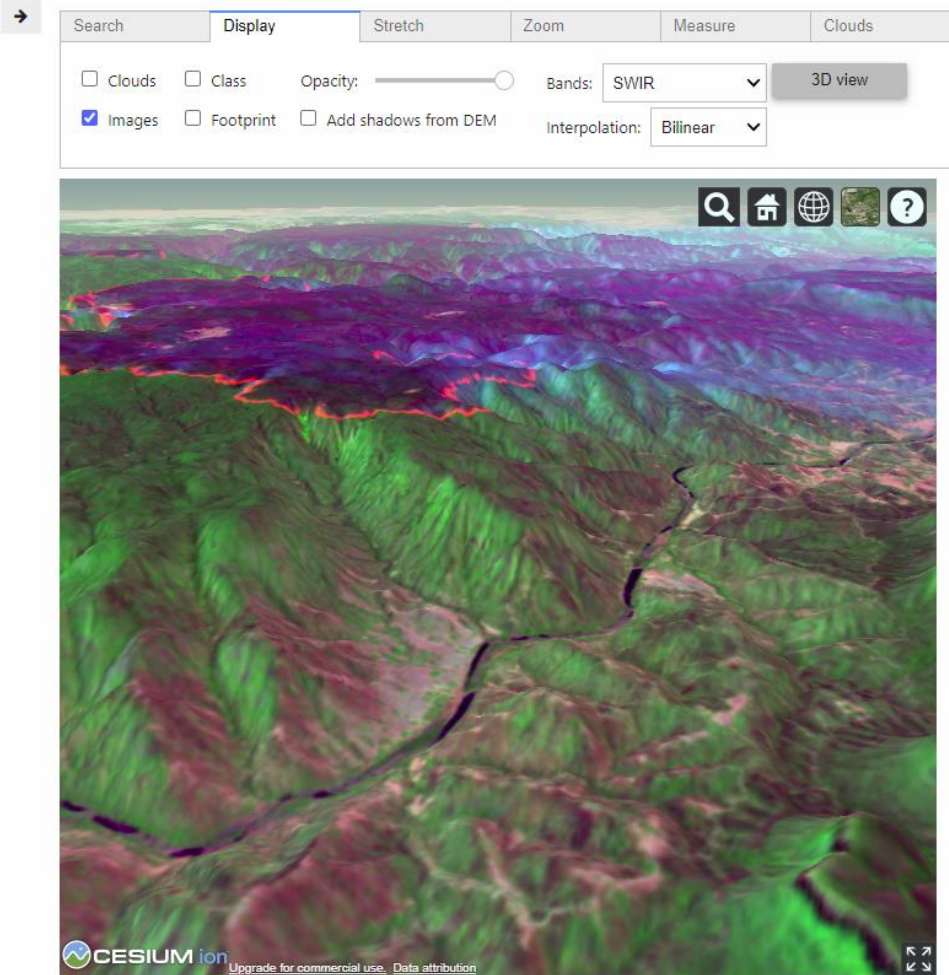 Search Display Stretch Zoom Measure Clouds
Clouds Class Opacity: Bands: SWIR 3D view
Images Footprint Add shadows from DEM Interpolation: Bilinear
?
CESIUM ion Upgrade for commercial use. Data attribution